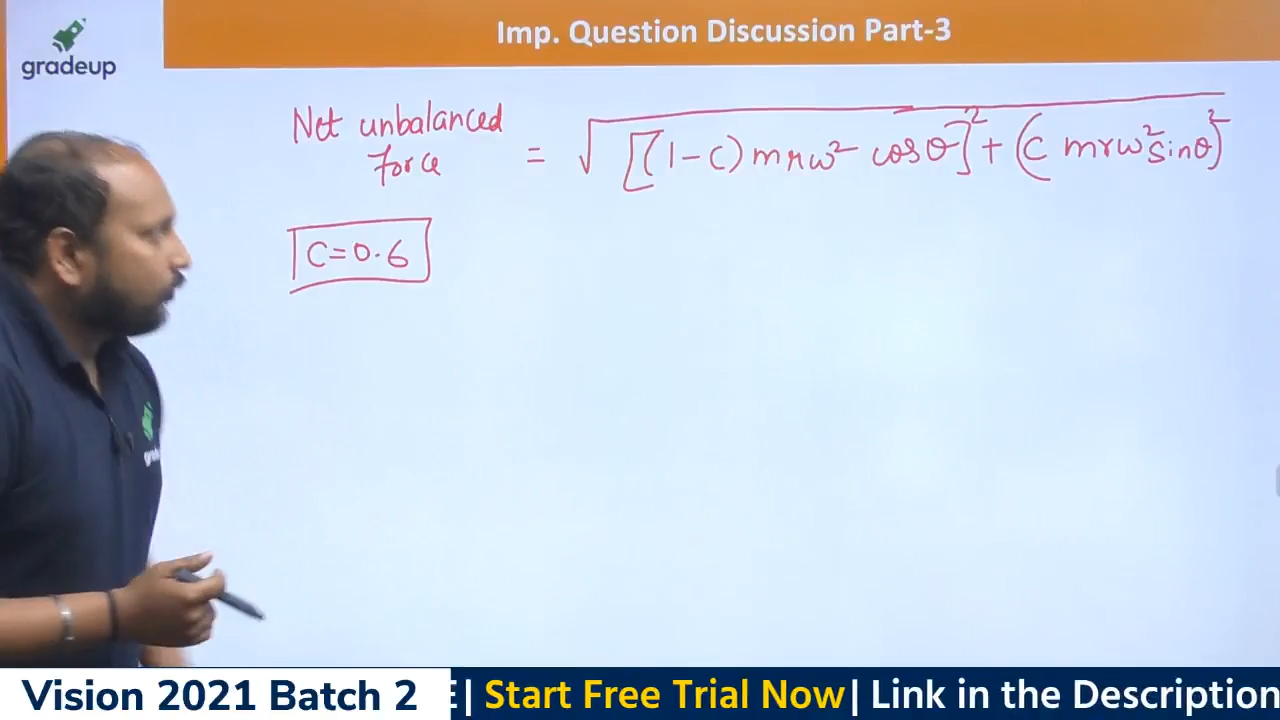 Imp. Question Discussion Part-3
gradeup
Net unbalanced force = √[(1-C) mrω² cosθ]² + (C mrω² sinθ)²
C=0.6
Vision 2021 Batch 2
E| Start Free Trial Now| Link in the Description